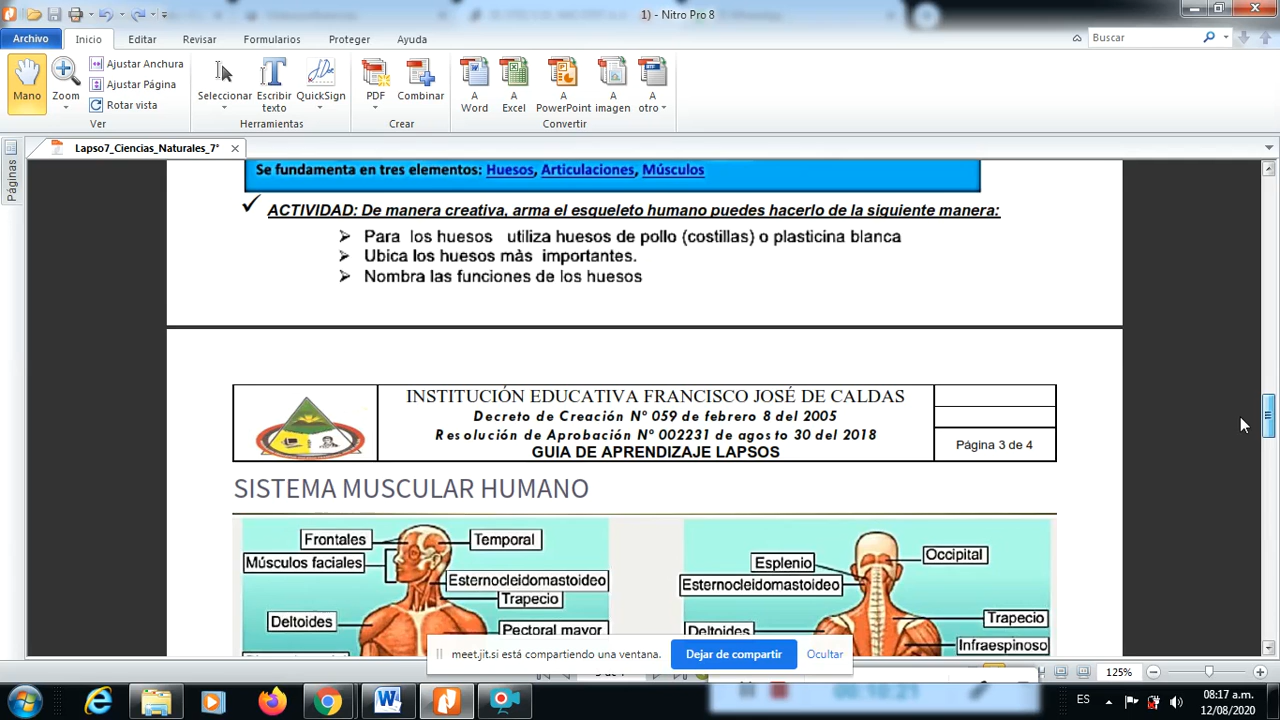 1) - Nitro Pro 8
Archivo Inicio Editar Revisar Formularios Proteger Ayuda
Buscar
Mano
Zoom
Ajustar Anchura
Ajustar Página
Rotar vista
Ver
Seleccionar
Escribir texto
QuickSign
Herramientas
PDF
Combinar
Crear
A Word
A Excel
A PowerPoint
A imagen
A otro
Convertir
Lapso7_Ciencias_Naturales_7°
Páginas
Se fundamenta en tres elementos: Huesos, Articulaciones, Músculos
ACTIVIDAD: De manera creativa, arma el esqueleto humano puedes hacerlo de la siguiente manera:
Para los huesos utiliza huesos de pollo (costillas) o plasticina blanca
Ubica los huesos màs importantes.
Nombra las funciones de los huesos
INSTITUCIÓN EDUCATIVA FRANCISCO JOSÉ DE CALDAS
Decreto de Creación Nº 059 de febrero 8 del 2005
Resolución de Aprobación Nº 002231 de agosto 30 del 2018
GUIA DE APRENDIZAJE LAPSOS
Página 3 de 4
SISTEMA MUSCULAR HUMANO
Frontales
Temporal
Músculos faciales
Esternocleidomastoideo
Trapecio
Deltoides
Pectoral mayor
Esplenio
Occipital
Esternocleidomastoideo
Trapecio
Deltoides
Infraespinoso
meet.jit.si está compartiendo una ventana.
Dejar de compartir
Ocultar
125%
ES
08:17 a.m.
12/08/2020